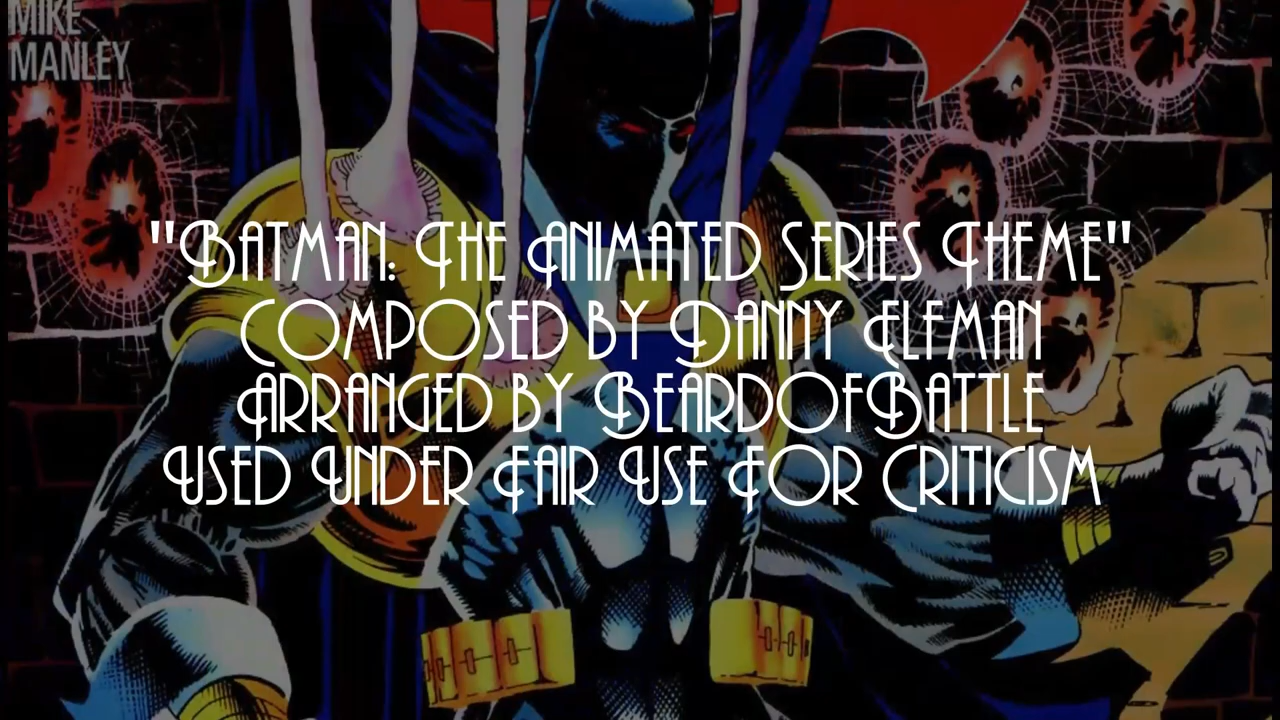 MIKE
MANLEY
"Batman: The Animated Series Theme"
Composed by Danny Elfman
Arranged by BeardofBattle
Used Under Fair Use For Criticism